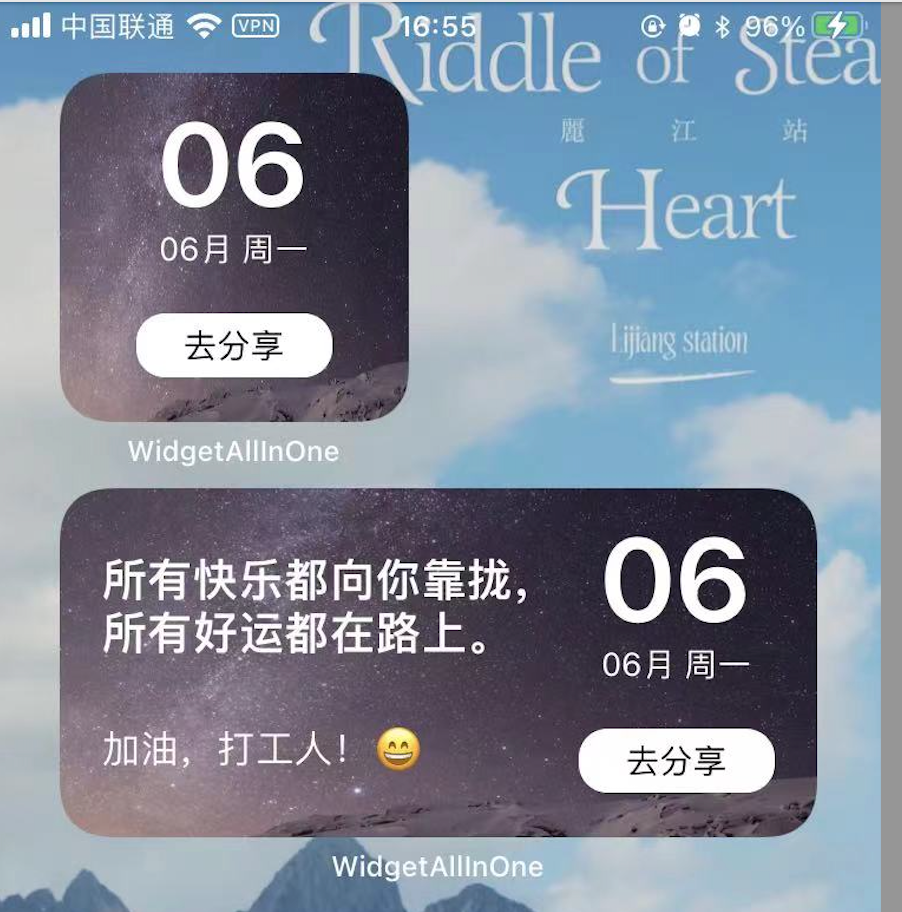 中国联通 VPN 16:55 96%
Riddle of Stea
麗江站
Heart
Lijiang station
06
06月 周一
去分享
WidgetAllInOne
所有快乐都向你靠拢，
所有好运都在路上。
加油，打工人！😄
06
06月 周一
去分享
WidgetAllInOne